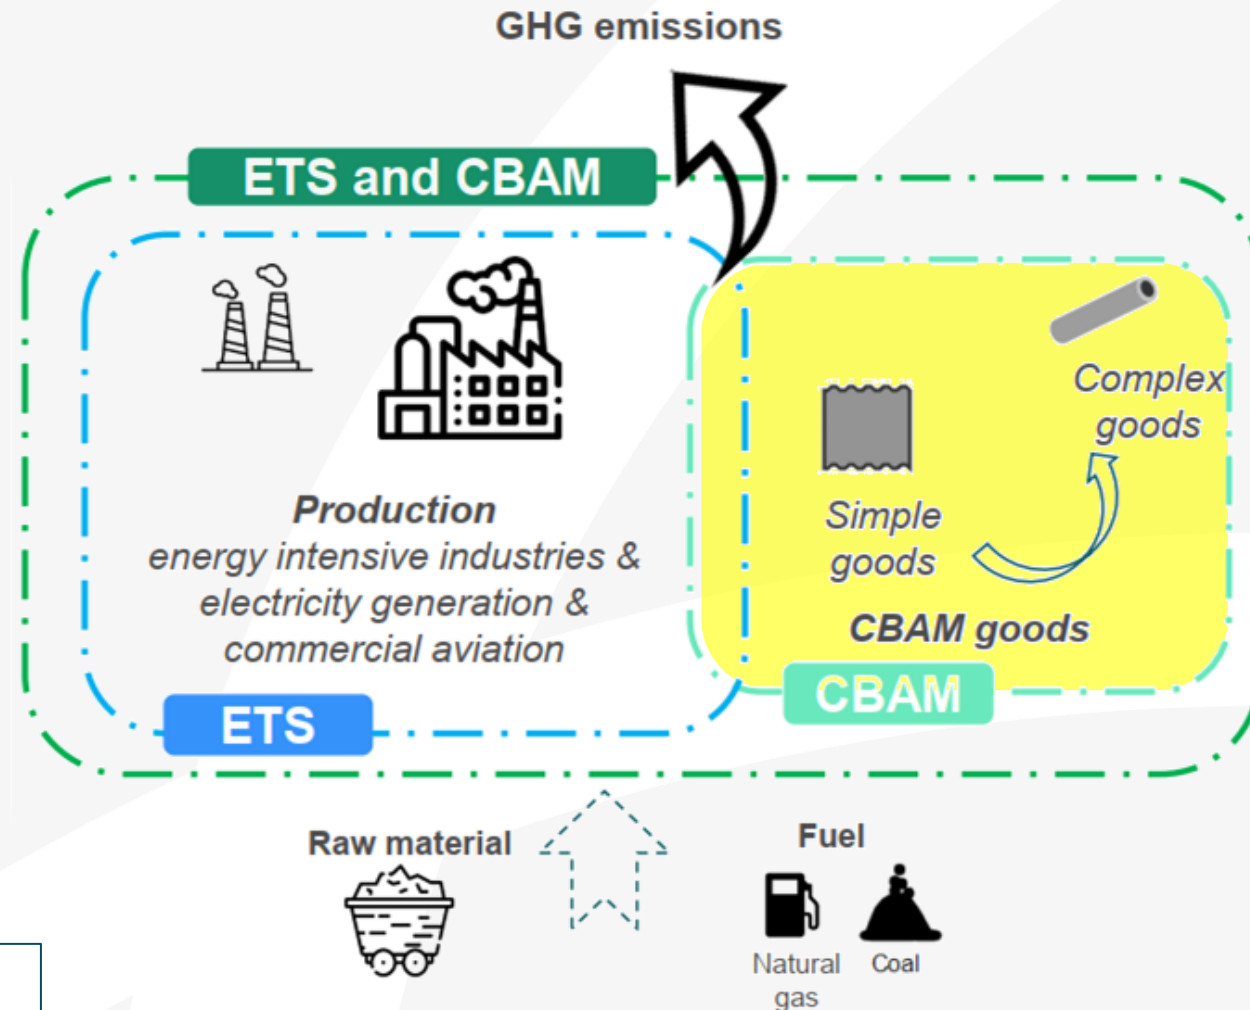 GHG emissions
ETS and CBAM
Production
energy intensive industries &
electricity generation &
commercial aviation
ETS
Complex
goods
Simple
goods
CBAM goods
CBAM
Raw material
Fuel
Natural
gas
Coal